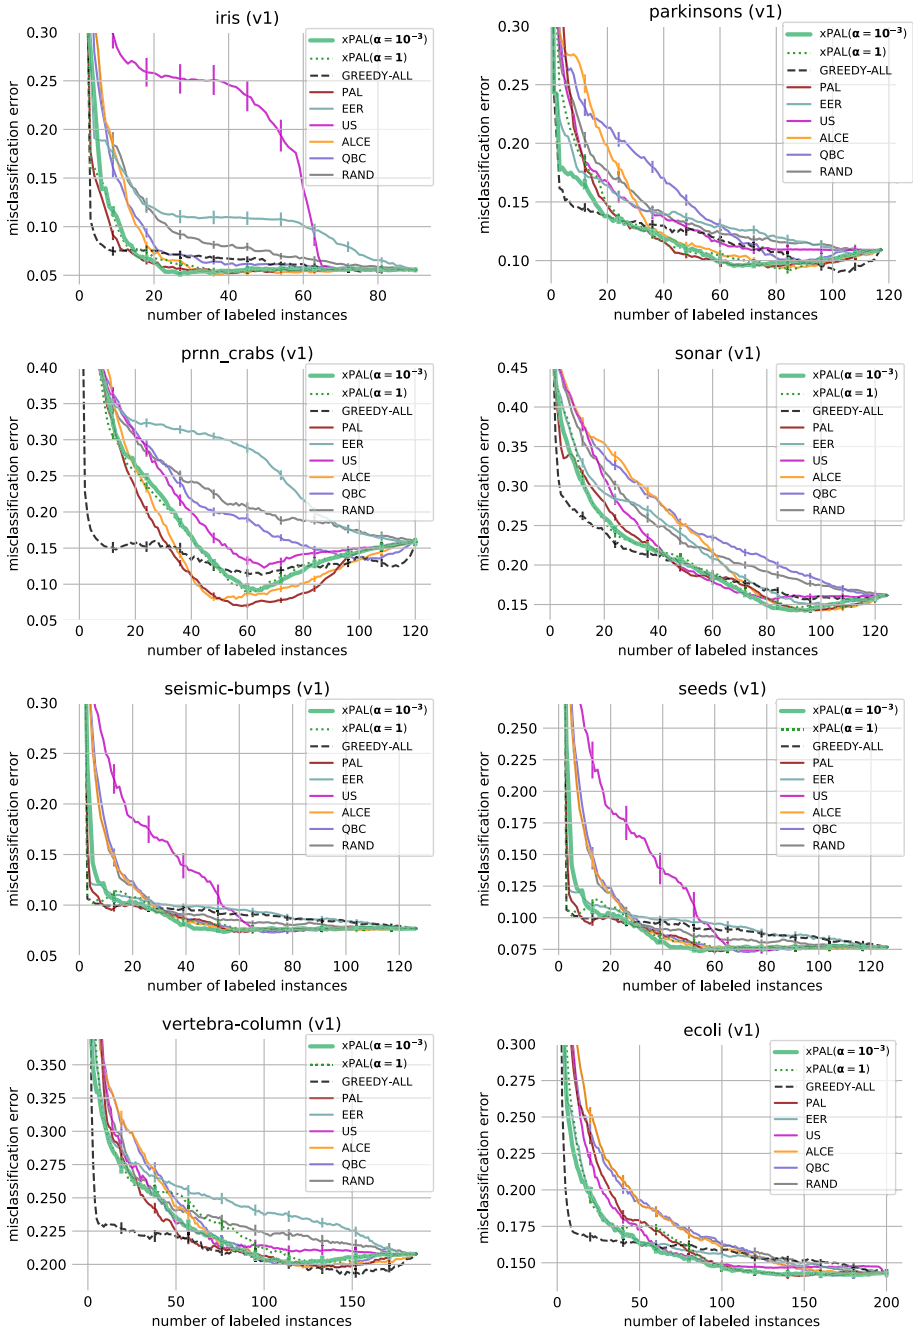 iris (v1)
misclassification error
0.30
0.25
0.20
0.15
0.10
0.05
0 20 40 60 80
number of labeled instances
xPAL(α = 10⁻³)
xPAL(α = 1)
GREEDY-ALL
PAL
EER
US
ALCE
QBC
RAND
parkinsons (v1)
misclassification error
0.30
0.25
0.20
0.15
0.10
0 20 40 60 80 100 120
number of labeled instances
xPAL(α = 10⁻³)
xPAL(α = 1)
GREEDY-ALL
PAL
EER
US
ALCE
QBC
RAND
prnn_crabs (v1)
misclassification error
0.40
0.35
0.30
0.25
0.20
0.15
0.10
0.05
0 20 40 60 80 100 120
number of labeled instances
xPAL(α = 10⁻³)
xPAL(α = 1)
GREEDY-ALL
PAL
EER
US
ALCE
QBC
RAND
sonar (v1)
misclassification error
0.45
0.40
0.35
0.30
0.25
0.20
0.15
0 20 40 60 80 100 120
number of labeled instances
xPAL(α = 10⁻³)
xPAL(α = 1)
GREEDY-ALL
PAL
EER
US
ALCE
QBC
RAND
seismic-bumps (v1)
misclassification error
0.30
0.25
0.20
0.15
0.10
0.05
0 20 40 60 80 100 120
number of labeled instances
xPAL(α = 10⁻³)
xPAL(α = 1)
GREEDY-ALL
PAL
EER
US
ALCE
QBC
RAND
seeds (v1)
misclassification error
0.250
0.225
0.200
0.175
0.150
0.125
0.100
0.075
0 20 40 60 80 100 120
number of labeled instances
xPAL(α = 10⁻³)
xPAL(α = 1)
GREEDY-ALL
PAL
EER
US
ALCE
QBC
RAND
vertebra-column (v1)
misclassification error
0.350
0.325
0.300
0.275
0.250
0.225
0.200
0 50 100 150
number of labeled instances
xPAL(α = 10⁻³)
xPAL(α = 1)
GREEDY-ALL
PAL
EER
US
ALCE
QBC
RAND
ecoli (v1)
misclassification error
0.300
0.275
0.250
0.225
0.200
0.175
0.150
0 25 50 75 100 125 150 175 200
number of labeled instances
xPAL(α = 10⁻³)
xPAL(α = 1)
GREEDY-ALL
PAL
EER
US
ALCE
QBC
RAND